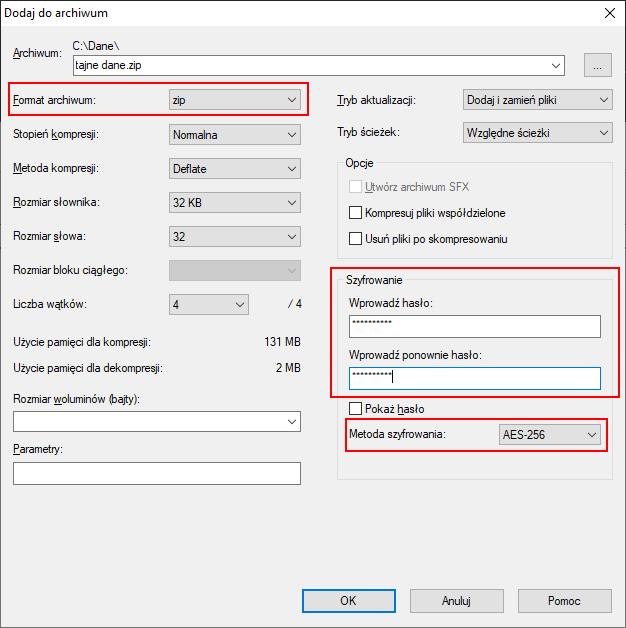 Dodaj do archiwum
Archiwum:
C:\Dane\
tajne dane.zip
...
Format archiwum:
zip
Stopień kompresji:
Normalna
Metoda kompresji:
Deflate
Rozmiar słownika:
32 KB
Rozmiar słowa:
32
Rozmiar bloku ciągłego:
Liczba wątków:
4
/ 4
Użycie pamięci dla kompresji:
131 MB
Użycie pamięci dla dekompresji:
2 MB
Rozmiar woluminów (bajty):
Parametry:
Tryb aktualizacji:
Dodaj i zamień pliki
Tryb ścieżek:
Względne ścieżki
Opcje
Utwórz archiwum SFX
Kompresuj pliki współdzielone
Usuń pliki po skompresowaniu
Szyfrowanie
Wprowadź hasło:
**********
Wprowadź ponownie hasło:
**********
Pokaż hasło
Metoda szyfrowania:
AES-256
OK
Anuluj
Pomoc